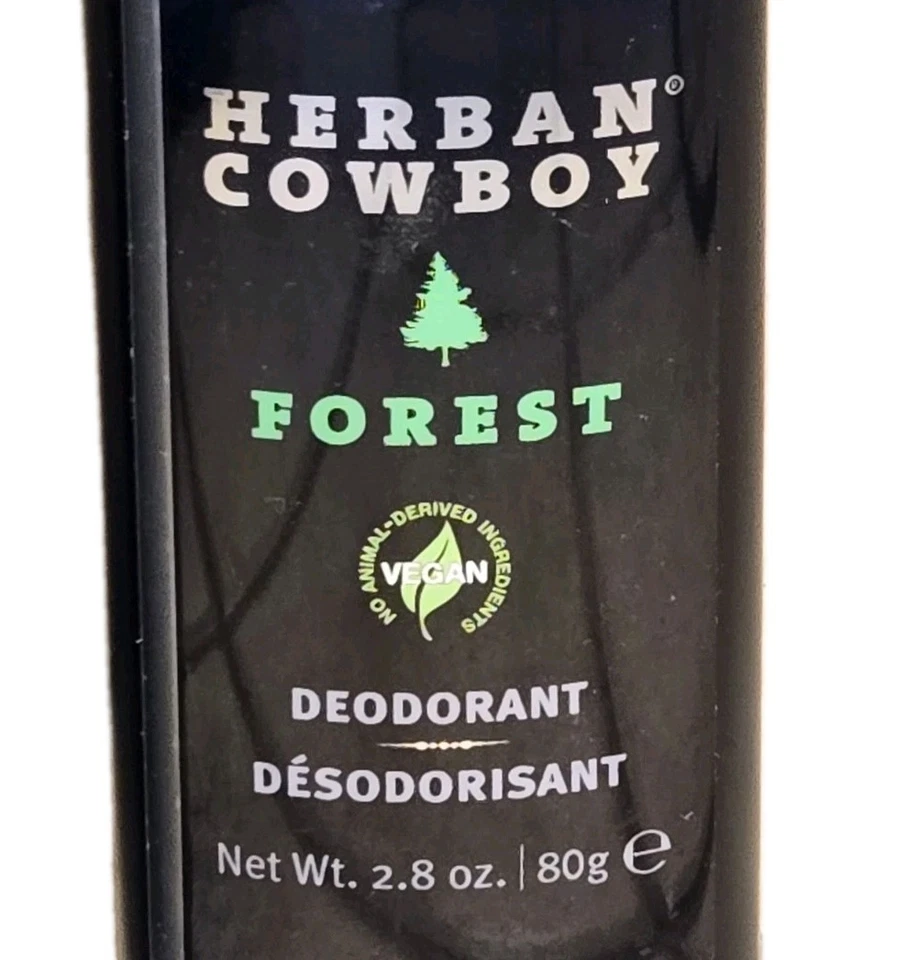 HERBAN®
COWBOY
FOREST
NO ANIMAL-DERIVED INGREDIENTS
VEGAN
DEODORANT
DÉSODORISANT
Net Wt. 2.8 oz. | 80g ℮